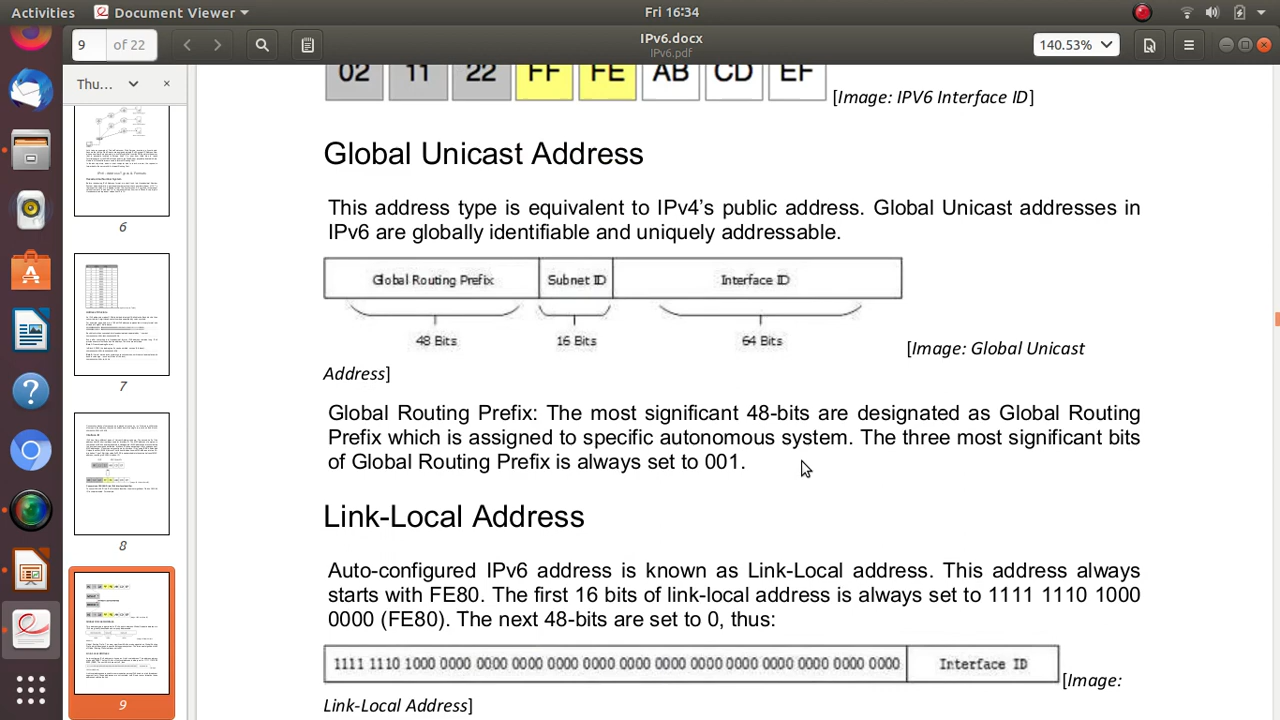 Activities
Document Viewer
Fri 16:34
9
of 22
IPv6.docx
IPv6.pdf
140.53%
Thu...
6
7
8
9
02 11 22 FF FE AB CD EF
[Image: IPV6 Interface ID]
Global Unicast Address
This address type is equivalent to IPv4's public address. Global Unicast addresses in
IPv6 are globally identifiable and uniquely addressable.
Global Routing Prefix
Subnet ID
Interface ID
48 Bits
16 Bits
64 Bits
[Image: Global Unicast
Address]
Global Routing Prefix: The most significant 48-bits are designated as Global Routing
Prefix which is assigned to specific autonomous system. The three most significant bits
of Global Routing Prefix is always set to 001.
Link-Local Address
Auto-configured IPv6 address is known as Link-Local address. This address always
starts with FE80. The first 16 bits of link-local address is always set to 1111 1110 1000
0000 (FE80). The next 48-bits are set to 0, thus:
1111 1110 1000 0000 0000 0000 0000 0000 0000 0000 0000 0000 0000 0000 0000 0000
Interface ID
[Image:
Link-Local Address]